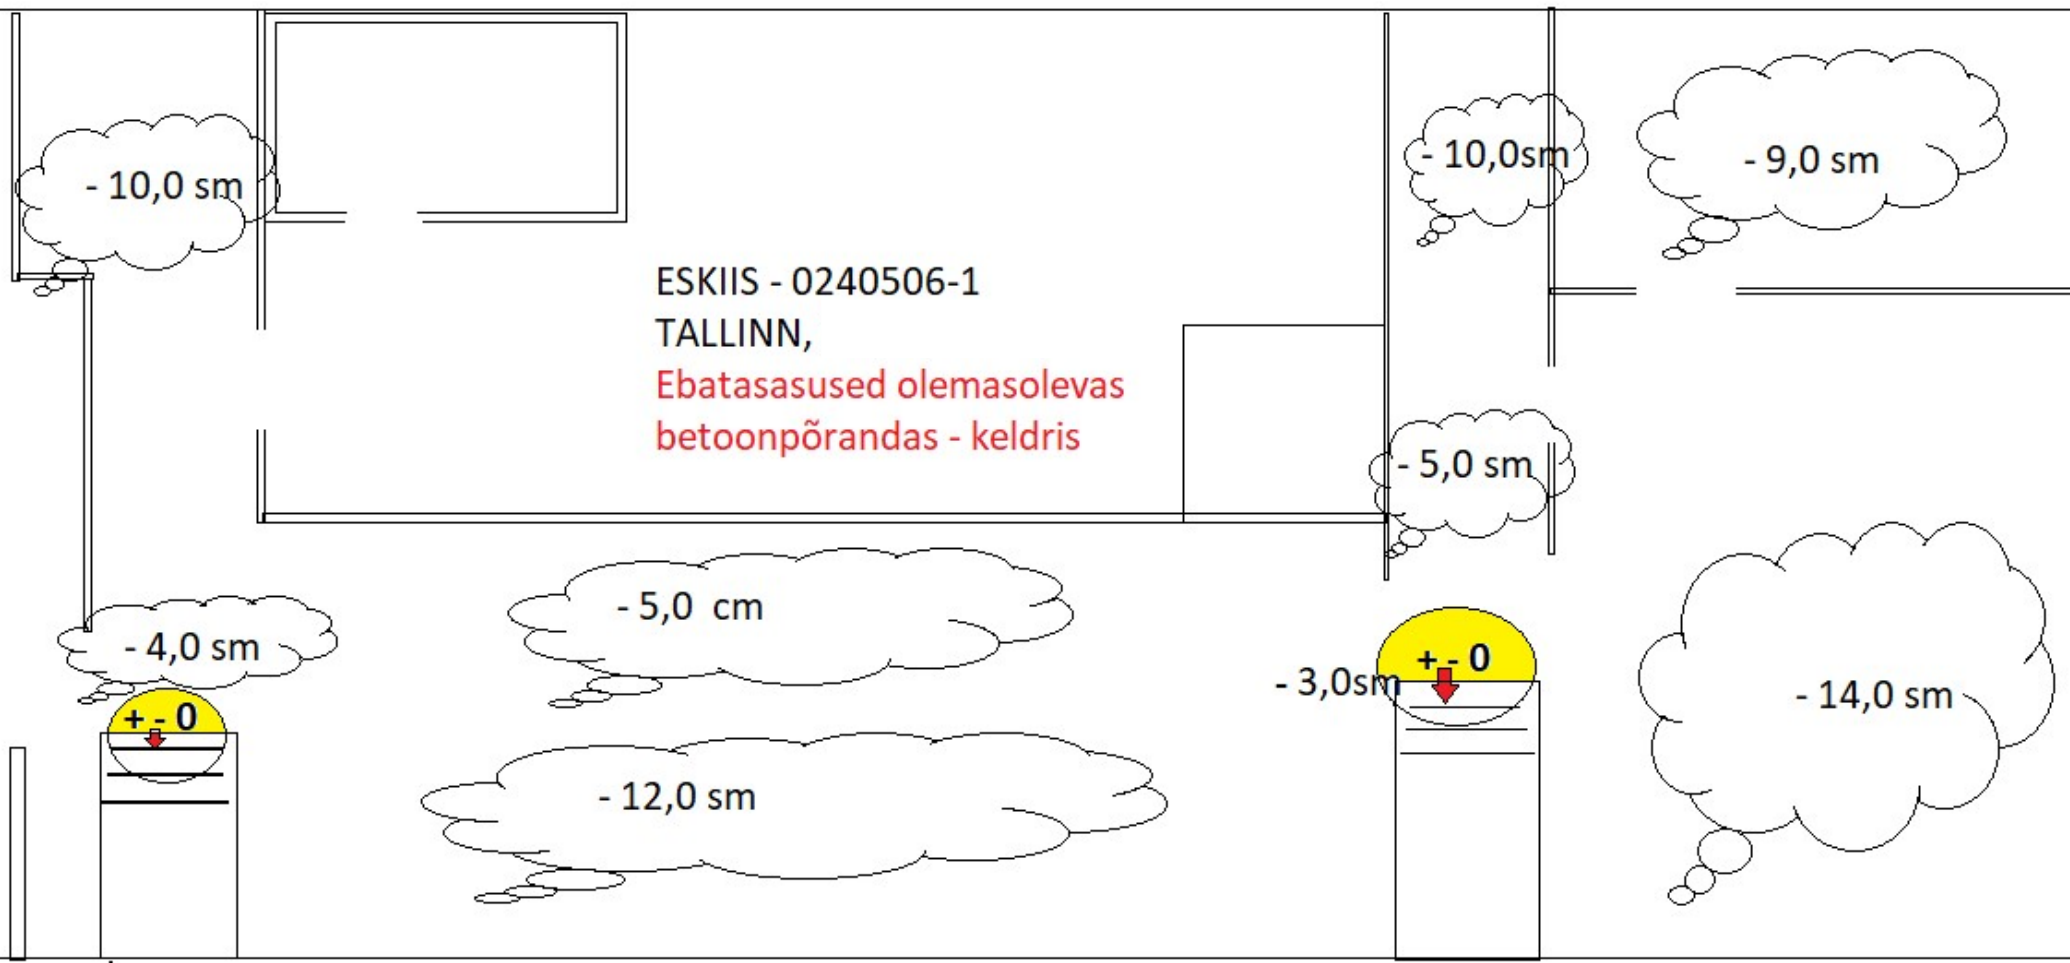 - 10,0 sm
- 10,0sm
- 9,0 sm
ESKIIS - 0240506-1
TALLINN,
Ebatasasused olemasolevas
betoonpõrandas - keldris
- 5,0 sm
- 5,0 cm
- 4,0 sm
+ - 0
- 3,0sm
+ - 0
- 14,0 sm
- 12,0 sm